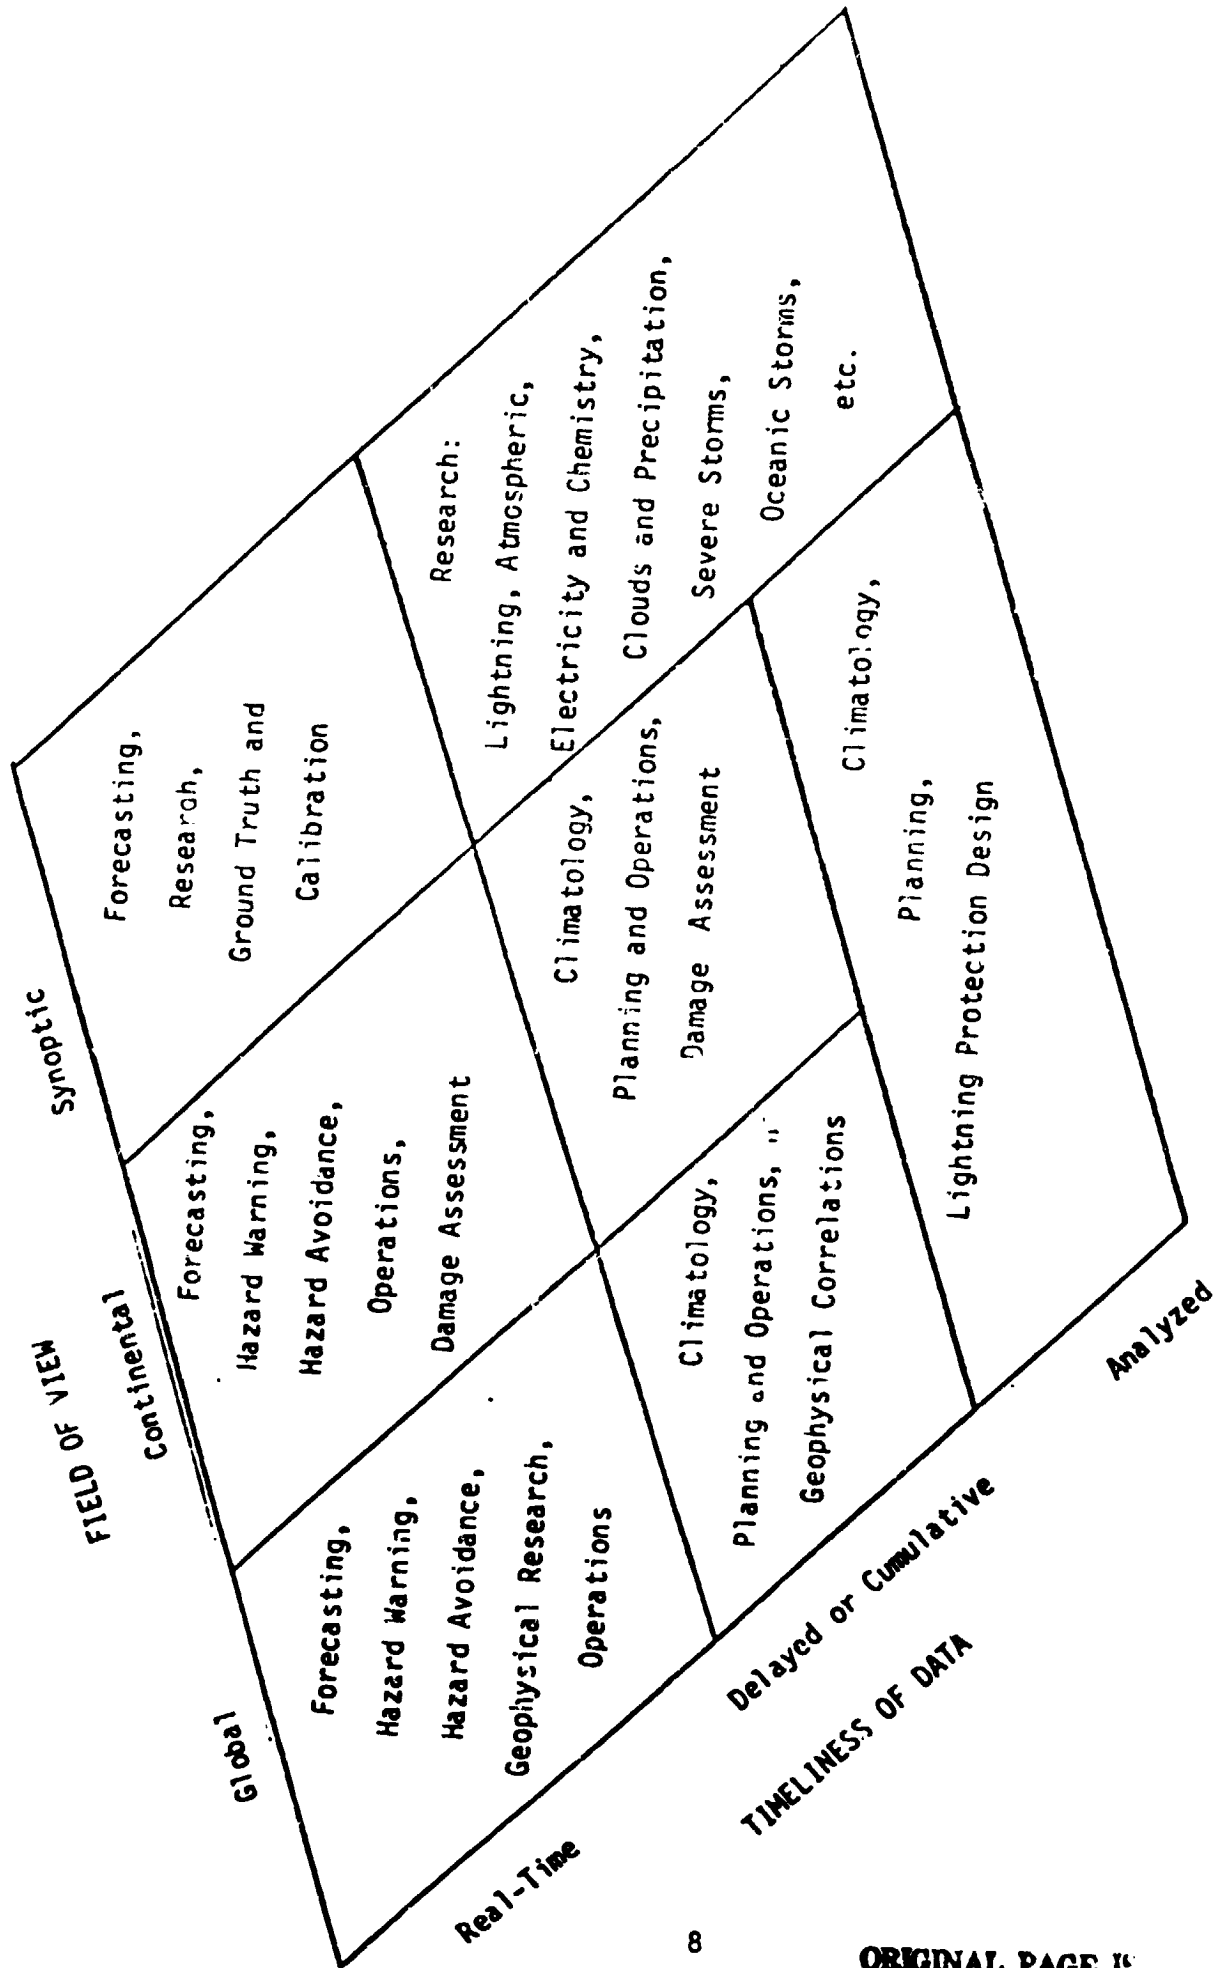 FIELD OF VIEW
Global
Continental
Synoptic
Forecasting,
Hazard Warning,
Hazard Avoidance,
Geophysical Research,
Operations
Forecasting,
Hazard Warning,
Hazard Avoidance,
Operations,
Damage Assessment
Forecasting,
Research,
Ground Truth and
Calibration
Climatology,
Planning and Operations,
Geophysical Correlations
Climatology,
Planning and Operations,
Damage Assessment
Research:
Lightning, Atmospheric,
Electricity and Chemistry,
Clouds and Precipitation,
Severe Storms,
Oceanic Storms,
etc.
Climatology,
Planning,
Lightning Protection Design
Real-Time
Delayed or Cumulative
Analyzed
TIMELINESS OF DATA
8
ORIGINAL PAGE IS